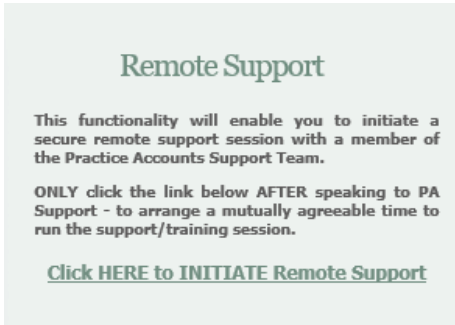 Remote Support
This functionality will enable you to initiate a
secure remote support session with a member of
the Practice Accounts Support Team.
ONLY click the link below AFTER speaking to PA
Support - to arrange a mutually agreeable time to
run the support/training session.
Click HERE to INITIATE Remote Support